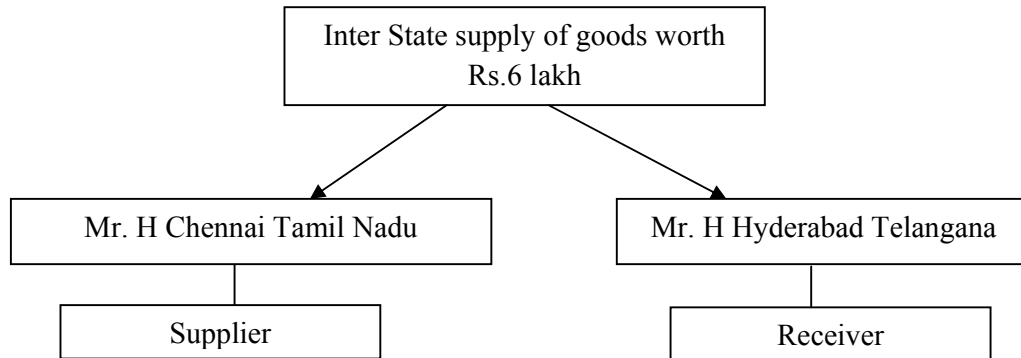 Inter State supply of goods worth
Rs.6 lakh
Mr. H Chennai Tamil Nadu
Mr. H Hyderabad Telangana
Supplier
Receiver